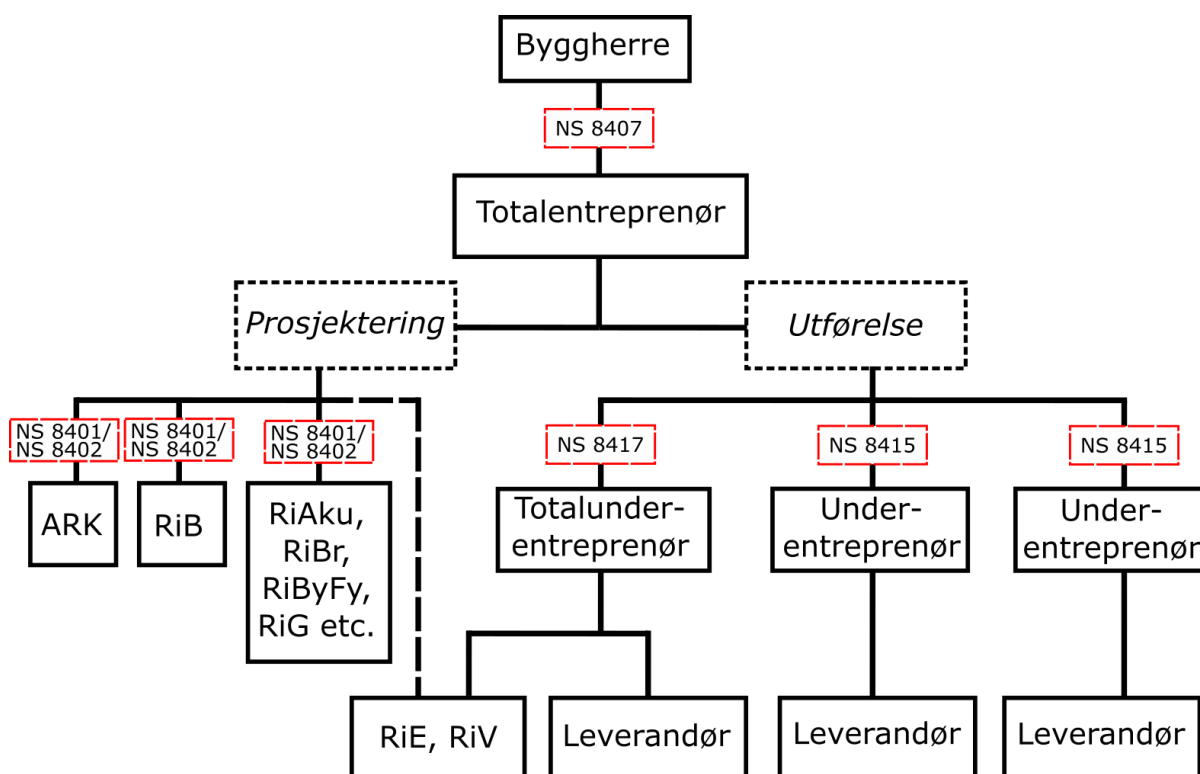 Byggherre
NS 8407
Totalentreprenør
Prosjektering
Utførelse
NS 8401/
NS 8402
NS 8401/
NS 8402
NS 8401/
NS 8402
NS 8417
NS 8415
NS 8415
ARK
RiB
RiAku,
RiBr,
RiByFy,
RiG etc.
Totalunder-
entreprenør
Under-
entreprenør
Under-
entreprenør
RiE, RiV
Leverandør
Leverandør
Leverandør